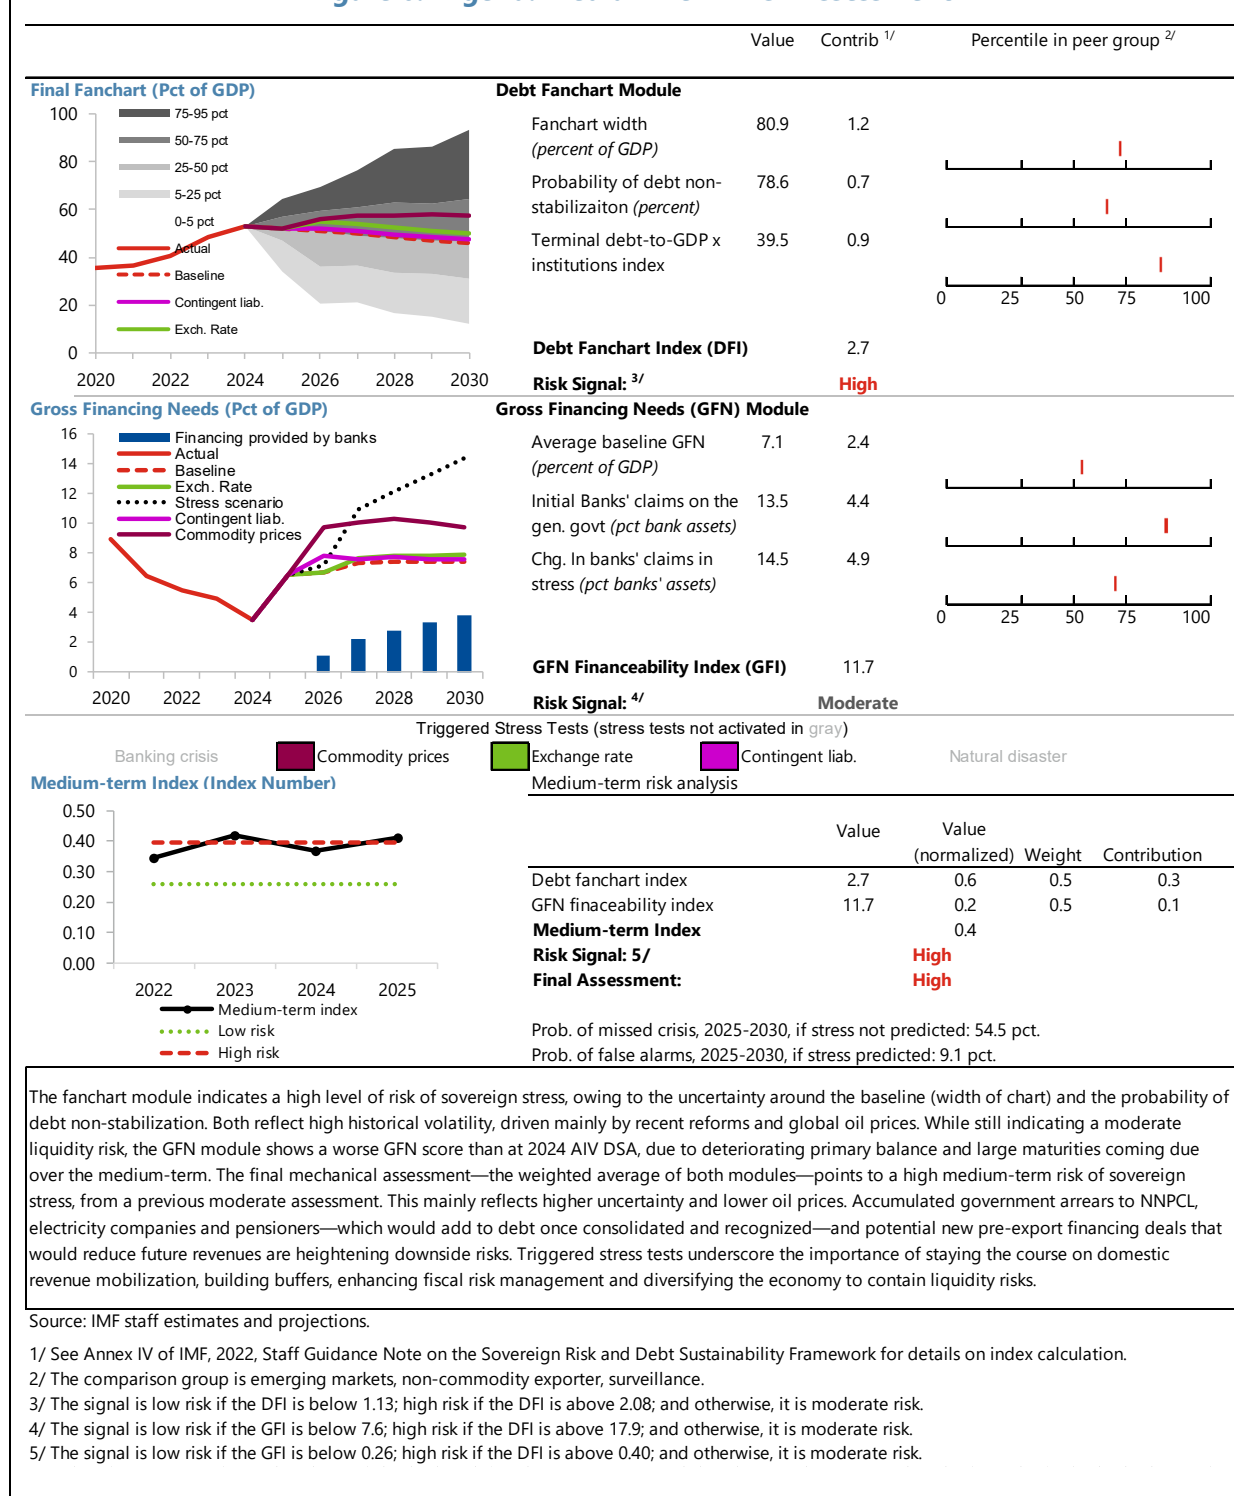 Value Contrib 1/ Percentile in peer group 2/
Final Fanchart (Pct of GDP)
100
80
60
40
20
0
75-95 pct
50-75 pct
25-50 pct
5-25 pct
0-5 pct
Actual
Baseline
Contingent liab.
Exch. Rate
2020 2022 2024 2026 2028 2030
Debt Fanchart Module
Fanchart width 80.9 1.2
(percent of GDP)
Probability of debt non- 78.6 0.7
stabilizaiton (percent)
Terminal debt-to-GDP x 39.5 0.9
institutions index
0 25 50 75 100
Debt Fanchart Index (DFI) 2.7
Risk Signal: 3/ High
Gross Financing Needs (Pct of GDP)
16
14
12
10
8
6
4
2
0
Financing provided by banks
Actual
Baseline
Exch. Rate
Stress scenario
Contingent liab.
Commodity prices
2020 2022 2024 2026 2028 2030
Gross Financing Needs (GFN) Module
Average baseline GFN 7.1 2.4
(percent of GDP)
Initial Banks' claims on the 13.5 4.4
gen. govt (pct bank assets)
Chg. In banks' claims in 14.5 4.9
stress (pct banks' assets)
0 25 50 75 100
GFN Financeability Index (GFI) 11.7
Risk Signal: 4/ Moderate
Triggered Stress Tests (stress tests not activated in gray)
Banking crisis Commodity prices Exchange rate Contingent liab. Natural disaster
Medium-term Index (Index Number)
0.50
0.40
0.30
0.20
0.10
0.00
2022 2023 2024 2025
Medium-term index
Low risk
High risk
Medium-term risk analysis
Value Value
(normalized) Weight Contribution
Debt fanchart index 2.7 0.6 0.5 0.3
GFN finaceability index 11.7 0.2 0.5 0.1
Medium-term Index 0.4
Risk Signal: 5/ High
Final Assessment: High
Prob. of missed crisis, 2025-2030, if stress not predicted: 54.5 pct.
Prob. of false alarms, 2025-2030, if stress predicted: 9.1 pct.
The fanchart module indicates a high level of risk of sovereign stress, owing to the uncertainty around the baseline (width of chart) and the probability of
debt non-stabilization. Both reflect high historical volatility, driven mainly by recent reforms and global oil prices. While still indicating a moderate
liquidity risk, the GFN module shows a worse GFN score than at 2024 AIV DSA, due to deteriorating primary balance and large maturities coming due
over the medium-term. The final mechanical assessment—the weighted average of both modules—points to a high medium-term risk of sovereign
stress, from a previous moderate assessment. This mainly reflects higher uncertainty and lower oil prices. Accumulated government arrears to NNPCL,
electricity companies and pensioners—which would add to debt once consolidated and recognized—and potential new pre-export financing deals that
would reduce future revenues are heightening downside risks. Triggered stress tests underscore the importance of staying the course on domestic
revenue mobilization, building buffers, enhancing fiscal risk management and diversifying the economy to contain liquidity risks.
Source: IMF staff estimates and projections.
1/ See Annex IV of IMF, 2022, Staff Guidance Note on the Sovereign Risk and Debt Sustainability Framework for details on index calculation.
2/ The comparison group is emerging markets, non-commodity exporter, surveillance.
3/ The signal is low risk if the DFI is below 1.13; high risk if the DFI is above 2.08; and otherwise, it is moderate risk.
4/ The signal is low risk if the GFI is below 7.6; high risk if the DFI is above 17.9; and otherwise, it is moderate risk.
5/ The signal is low risk if the GFI is below 0.26; high risk if the DFI is above 0.40; and otherwise, it is moderate risk.